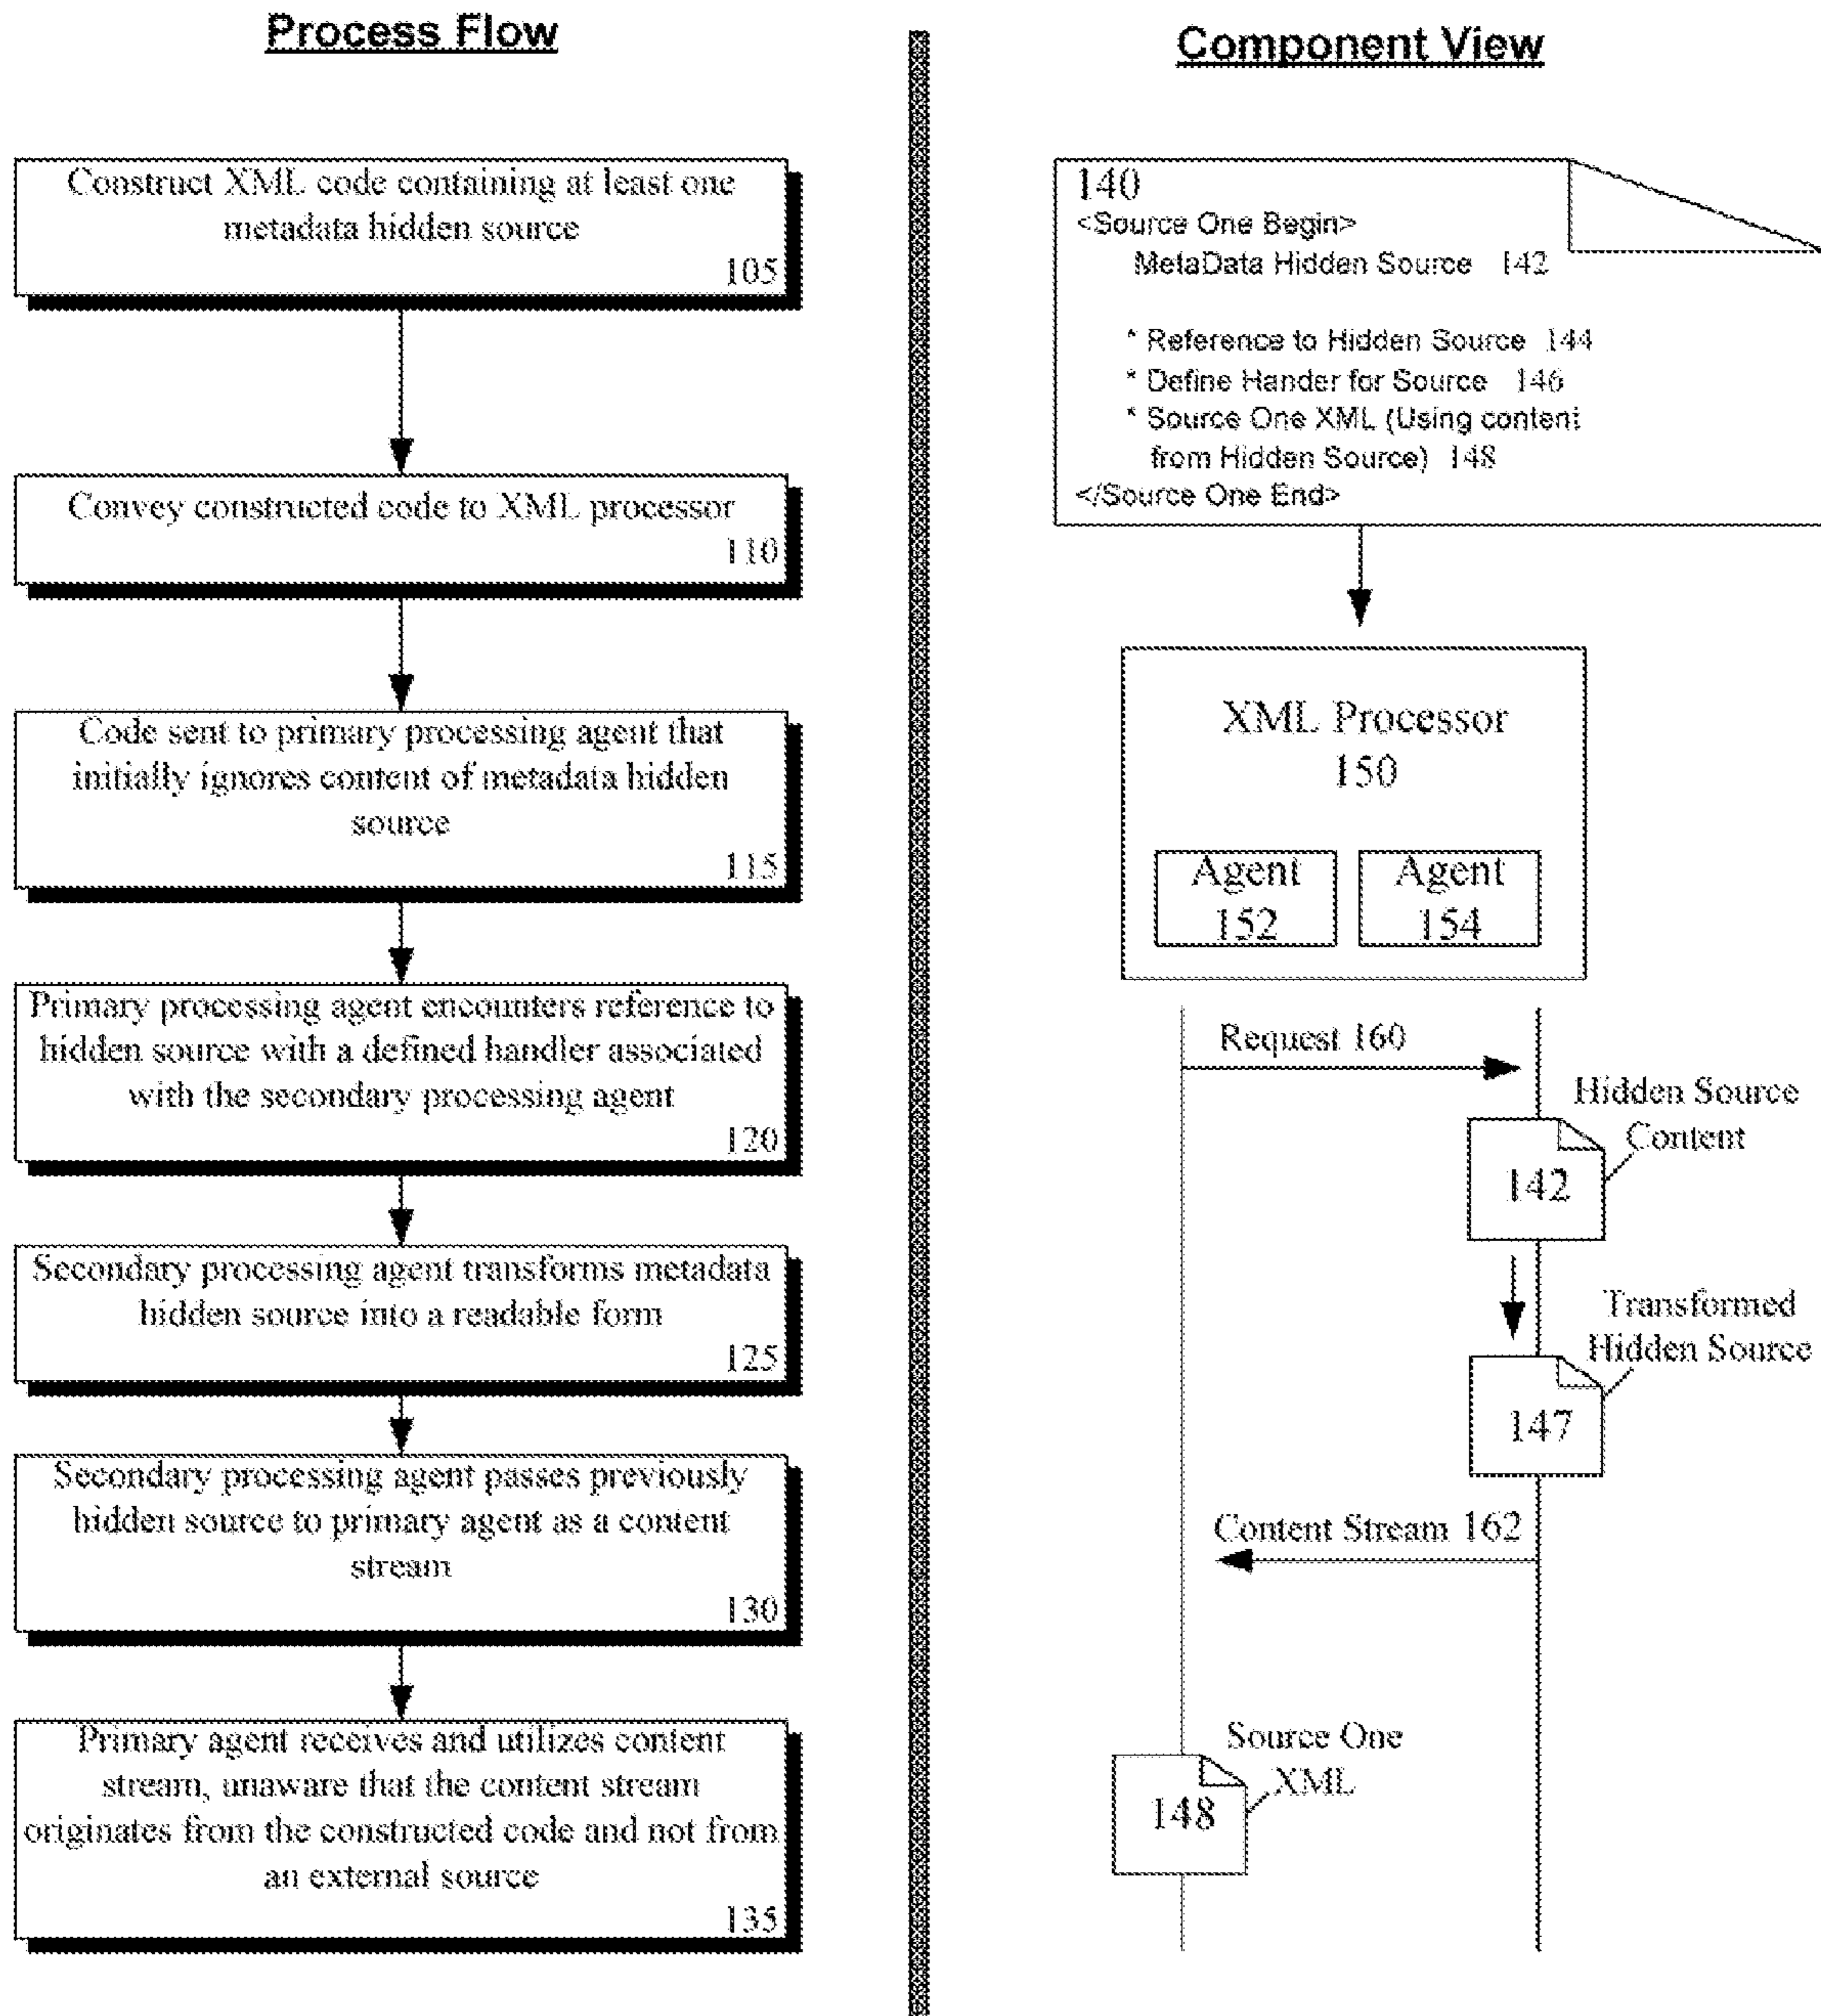 Process Flow
Construct XML code containing at least one
metadata hidden source
105
Convey constructed code to XML processor
110
Code sent to primary processing agent that
initially ignores content of metadata hidden
source
115
Primary processing agent encounters reference to
hidden source with a defined handler associated
with the secondary processing agent
120
Secondary processing agent transforms metadada
hidden source into a readable form
125
Secondary processing agent passes previously
hidden source to primary agent as a content
stream
130
Primary agent receives and utilizes content
stream, unaware that the content stream
originates from the constructed code and not from
an external source
135
Component View
140
<Source One Begin>
MetaData Hidden Source 142
* Reference to Hidden Source 144
* Define Hander for Source 146
* Source One XML (Using content
from Hidden Source) 148
</Source One End>
XML Processor
150
Agent
152
Agent
154
Request 160
Hidden Source
Content
142
Transformed
Hidden Source
147
Content Stream 162
Source One
XML
148